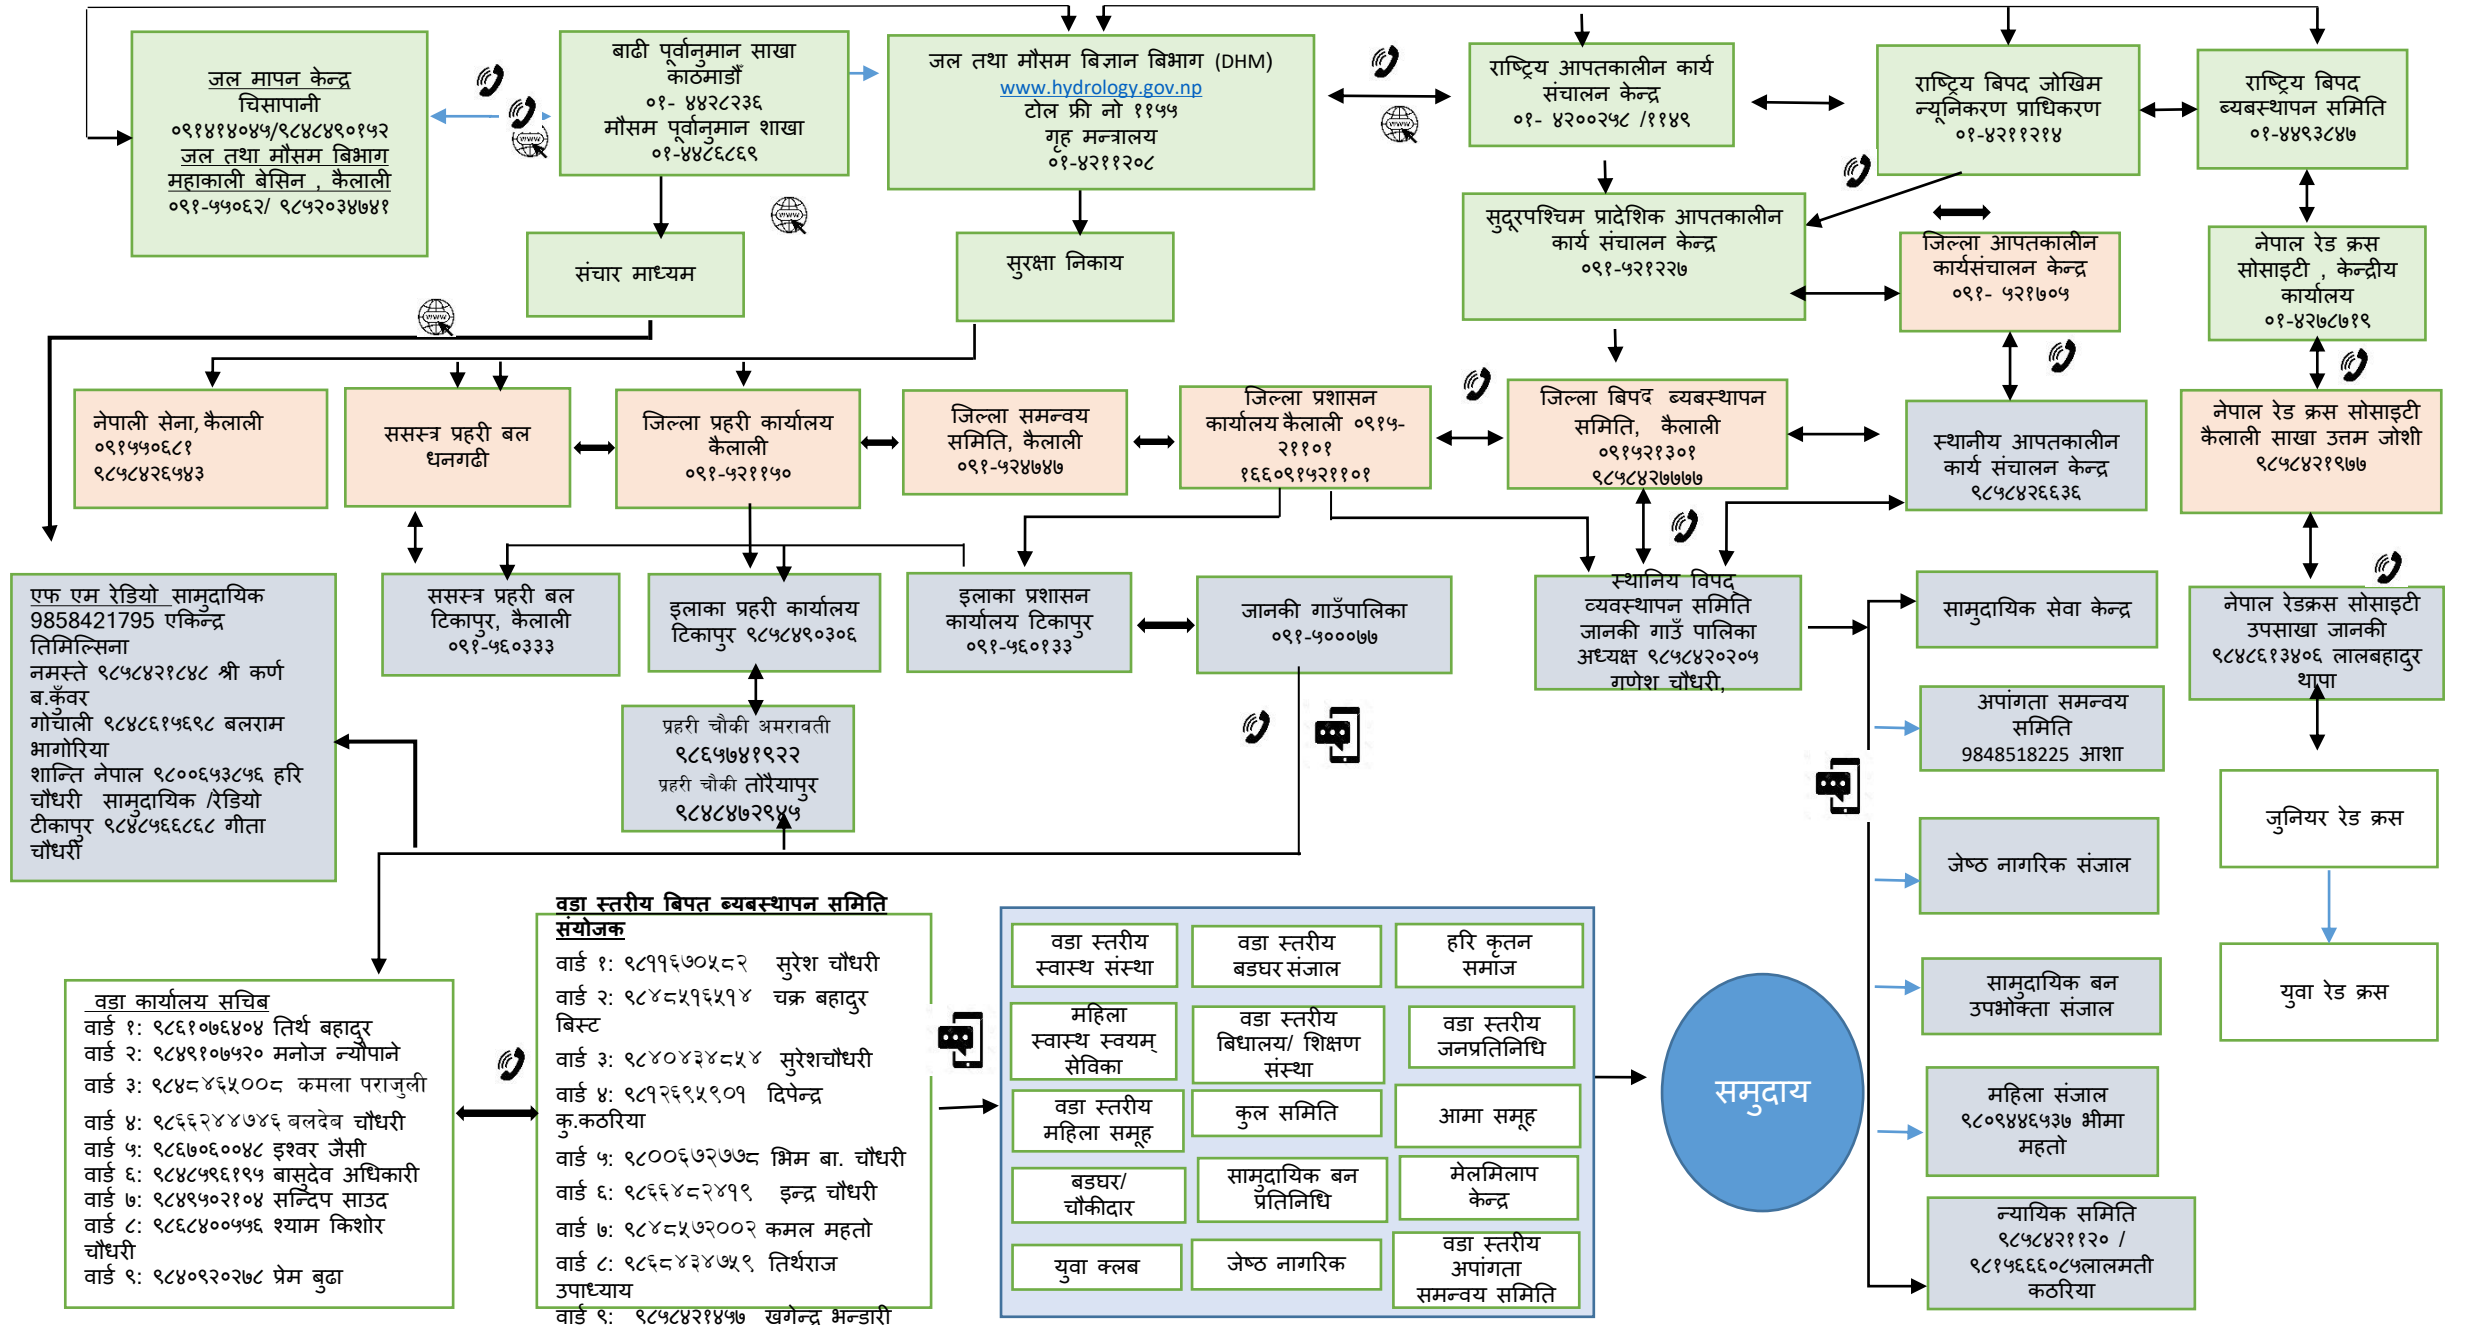 जल मापन केन्द्र
चिसापानी
०९१४१४०४५/९८४८४९०१५२
जल तथा मौसम बिभाग
महाकाली बेसिन , कैलाली
०९१-५५०६२/ ९८५२०३४७४१
बाढी पूर्वानुमान साखा
काठमाडौँ
०१- ४४२८२३६
मौसम पूर्वानुमान शाखा
०१-४४८६८६९
जल तथा मौसम बिज्ञान बिभाग (DHM)
www.hydrology.gov.np
टोल फ्री नो ११५५
गृह मन्त्रालय
०१-४२११२०८
राष्ट्रिय आपतकालीन कार्य
संचालन केन्द्र
०१- ४२००२५८ /११४९
राष्ट्रिय बिपद जोखिम
न्यूनिकरण प्राधिकरण
०१-४२११२१४
राष्ट्रिय बिपद
ब्यबस्थापन समिति
०१-४४९३८४७
संचार माध्यम
सुरक्षा निकाय
सुदूरपश्चिम प्रादेशिक आपतकालीन
कार्य संचालन केन्द्र
०९१-५२१२२७
जिल्ला आपतकालीन
कार्यसंचालन केन्द्र
०९१- ५२१७०५
नेपाल रेड क्रस
सोसाइटी , केन्द्रीय
कार्यालय
०१-४२७८७१९
नेपाली सेना,कैलाली
०९१५५०६८१
९८५८४२६५४३
ससस्त्र प्रहरी बल
धनगढी
जिल्ला प्रहरी कार्यालय
कैलाली
०९१-५२११५०
जिल्ला समन्वय
समिति, कैलाली
०९१-५२४७४७
जिल्ला प्रशासन
कार्यालय कैलाली ०९१५-
२११०१
१६६०९१५२११०१
जिल्ला बिपद ब्यबस्थापन
समिति, कैलाली
०९१५२१३०१
९८५८४२७७७७
स्थानीय आपतकालीन
कार्य संचालन केन्द्र
९८५८४२६६३६
नेपाल रेड क्रस सोसाइटी
कैलाली साखा उत्तम जोशी
९८५८४२१९७७
एफ एम रेडियो सामुदायिक
9858421795 एकिन्द्र
तिमिल्सिना
नमस्ते ९८५८४२१८४८ श्री कर्ण
ब.कुँवर
गोचाली ९८४८६१५६९८ बलराम
भागोरिया
शान्ति नेपाल ९८००६५३८५६ हरि
चौधरी सामुदायिक /रेडियो
टीकापुर ९८४८५६६८६८ गीता
चौधरी
ससस्त्र प्रहरी बल
टिकापुर, कैलाली
०९१-५६०३३३
इलाका प्रहरी कार्यालय
टिकापुर ९८५८४९०३०६
इलाका प्रशासन
कार्यालय टिकापुर
०९१-५६०१३३
जानकी गाउँपालिका
०९१-५०००७७
स्थानिय विपद्
व्यवस्थापन समिति
जानकी गाउँ पालिका
अध्यक्ष ९८५८४२०२०५
गणेश चौधरी,
सामुदायिक सेवा केन्द्र
नेपाल रेडक्रस सोसाइटी
उपसाखा जानकी
९८४८६१३४०६ लालबहादुर
थापा
प्रहरी चौकी अमरावती
९८६५७४१९२२
प्रहरी चौकी तोरैयापुर
९८४८४७२९४५
अपांगता समन्वय
समिति
9848518225 आशा
जेष्ठ नागरिक संजाल
जुनियर रेड क्रस
सामुदायिक बन
उपभोक्ता संजाल
युवा रेड क्रस
महिला संजाल
९८०९४४६५३७ भीमा
महतो
न्यायिक समिति
९८५८४२११२० /
९८१५६६६०८५लालमती
कठरिया
वडा कार्यालय सचिब
वार्ड १: ९८६१०७६४०४ तिर्थ बहादुर
वार्ड २: ९८४९१०७५२० मनोज न्यौपाने
वार्ड ३: ९८४८४६५००८ कमला पराजुली
वार्ड ४: ९८६६२४४७४६ बलदेब चौधरी
वार्ड ५: ९८६७०६००४८ इश्वर जैसी
वार्ड ६: ९८४८५९६१९५ बासुदेव अधिकारी
वार्ड ७: ९८४९५०२१०४ सन्दिप साउद
वार्ड ८: ९८६८४००५५६ श्याम किशोर
चौधरी
वार्ड ९: ९८४०९२०२७८ प्रेम बुढा
वडा स्तरीय बिपत ब्यबस्थापन समिति
संयोजक
वार्ड १: ९८११६७०५८२ सुरेश चौधरी
वार्ड २: ९८४८५१६५१४ चक्र बहादुर
बिस्ट
वार्ड ३: ९८४०४३४८५४ सुरेशचौधरी
वार्ड ४: ९८१२६९५९०१ दिपेन्द्र
कु.कठरिया
वार्ड ५: ९८००६७२७७८ भिम बा. चौधरी
वार्ड ६: ९८६६४८२४१९ इन्द्र चौधरी
वार्ड ७: ९८४८५७२००२ कमल महतो
वार्ड ८: ९८६८४३४७५९ तिर्थराज
उपाध्याय
वार्ड ९: ९८५८४२१४५७ खगेन्द्र भन्डारी
वडा स्तरीय
स्वास्थ संस्था
वडा स्तरीय
बडघर संजाल
हरि कृतन
समाज
महिला
स्वास्थ स्वयम्
सेविका
वडा स्तरीय
बिधालय/ शिक्षण
संस्था
वडा स्तरीय
जनप्रतिनिधि
वडा स्तरीय
महिला समूह
कुल समिति
आमा समूह
बडघर/
चौकीदार
सामुदायिक बन
प्रतिनिधि
मेलमिलाप
केन्द्र
युवा क्लब
जेष्ठ नागरिक
वडा स्तरीय
अपांगता
समन्वय समिति
समुदाय